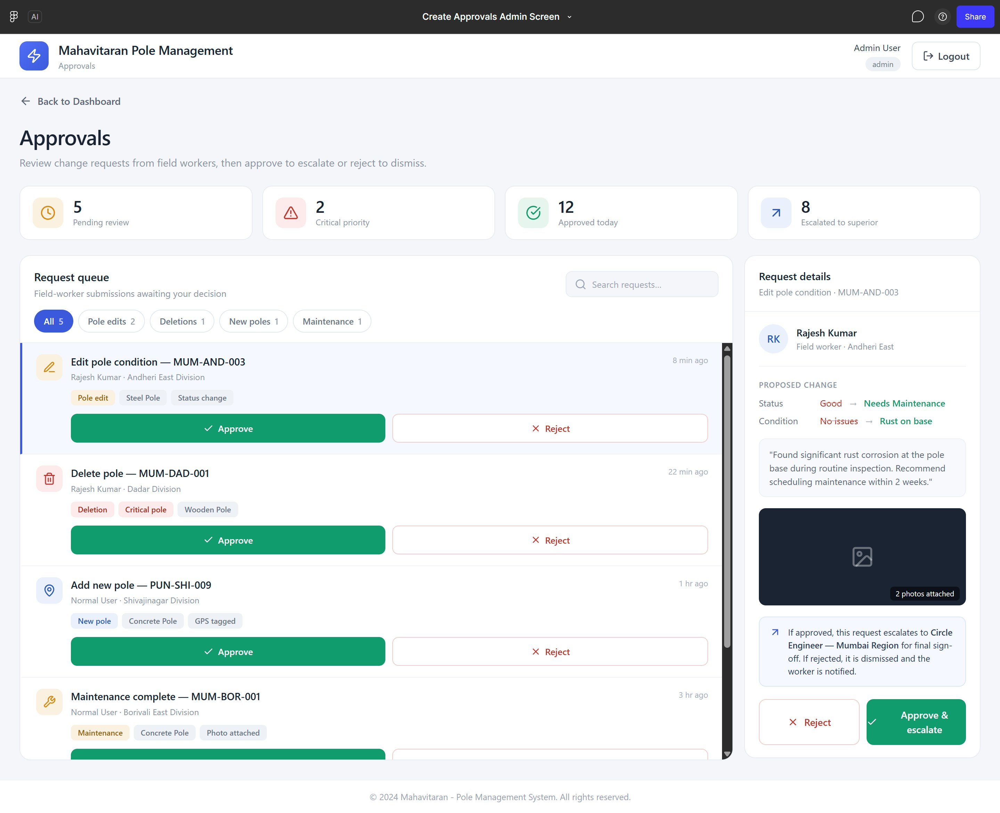 AI
Create Approvals Admin Screen
Share
Mahavitaran Pole Management
Approvals
Admin User
admin
Logout
Back to Dashboard
Approvals
Review change requests from field workers, then approve to escalate or reject to dismiss.
5
Pending review
2
Critical priority
12
Approved today
8
Escalated to superior
Request queue
Field-worker submissions awaiting your decision
Search requests...
All 5
Pole edits 2
Deletions 1
New poles 1
Maintenance 1
Edit pole condition — MUM-AND-003
8 min ago
Rajesh Kumar · Andheri East Division
Pole edit
Steel Pole
Status change
Approve
Reject
Delete pole — MUM-DAD-001
22 min ago
Rajesh Kumar · Dadar Division
Deletion
Critical pole
Wooden Pole
Approve
Reject
Add new pole — PUN-SHI-009
1 hr ago
Normal User · Shivajinagar Division
New pole
Concrete Pole
GPS tagged
Approve
Reject
Maintenance complete — MUM-BOR-001
3 hr ago
Normal User · Borivali East Division
Maintenance
Concrete Pole
Photo attached
Request details
Edit pole condition · MUM-AND-003
RK
Rajesh Kumar
Field worker · Andheri East
PROPOSED CHANGE
Status Good → Needs Maintenance
Condition No issues → Rust on base
"Found significant rust corrosion at the pole
base during routine inspection. Recommend
scheduling maintenance within 2 weeks."
2 photos attached
If approved, this request escalates to Circle
Engineer — Mumbai Region for final sign-
off. If rejected, it is dismissed and the
worker is notified.
Reject
Approve &
escalate
© 2024 Mahavitaran - Pole Management System. All rights reserved.